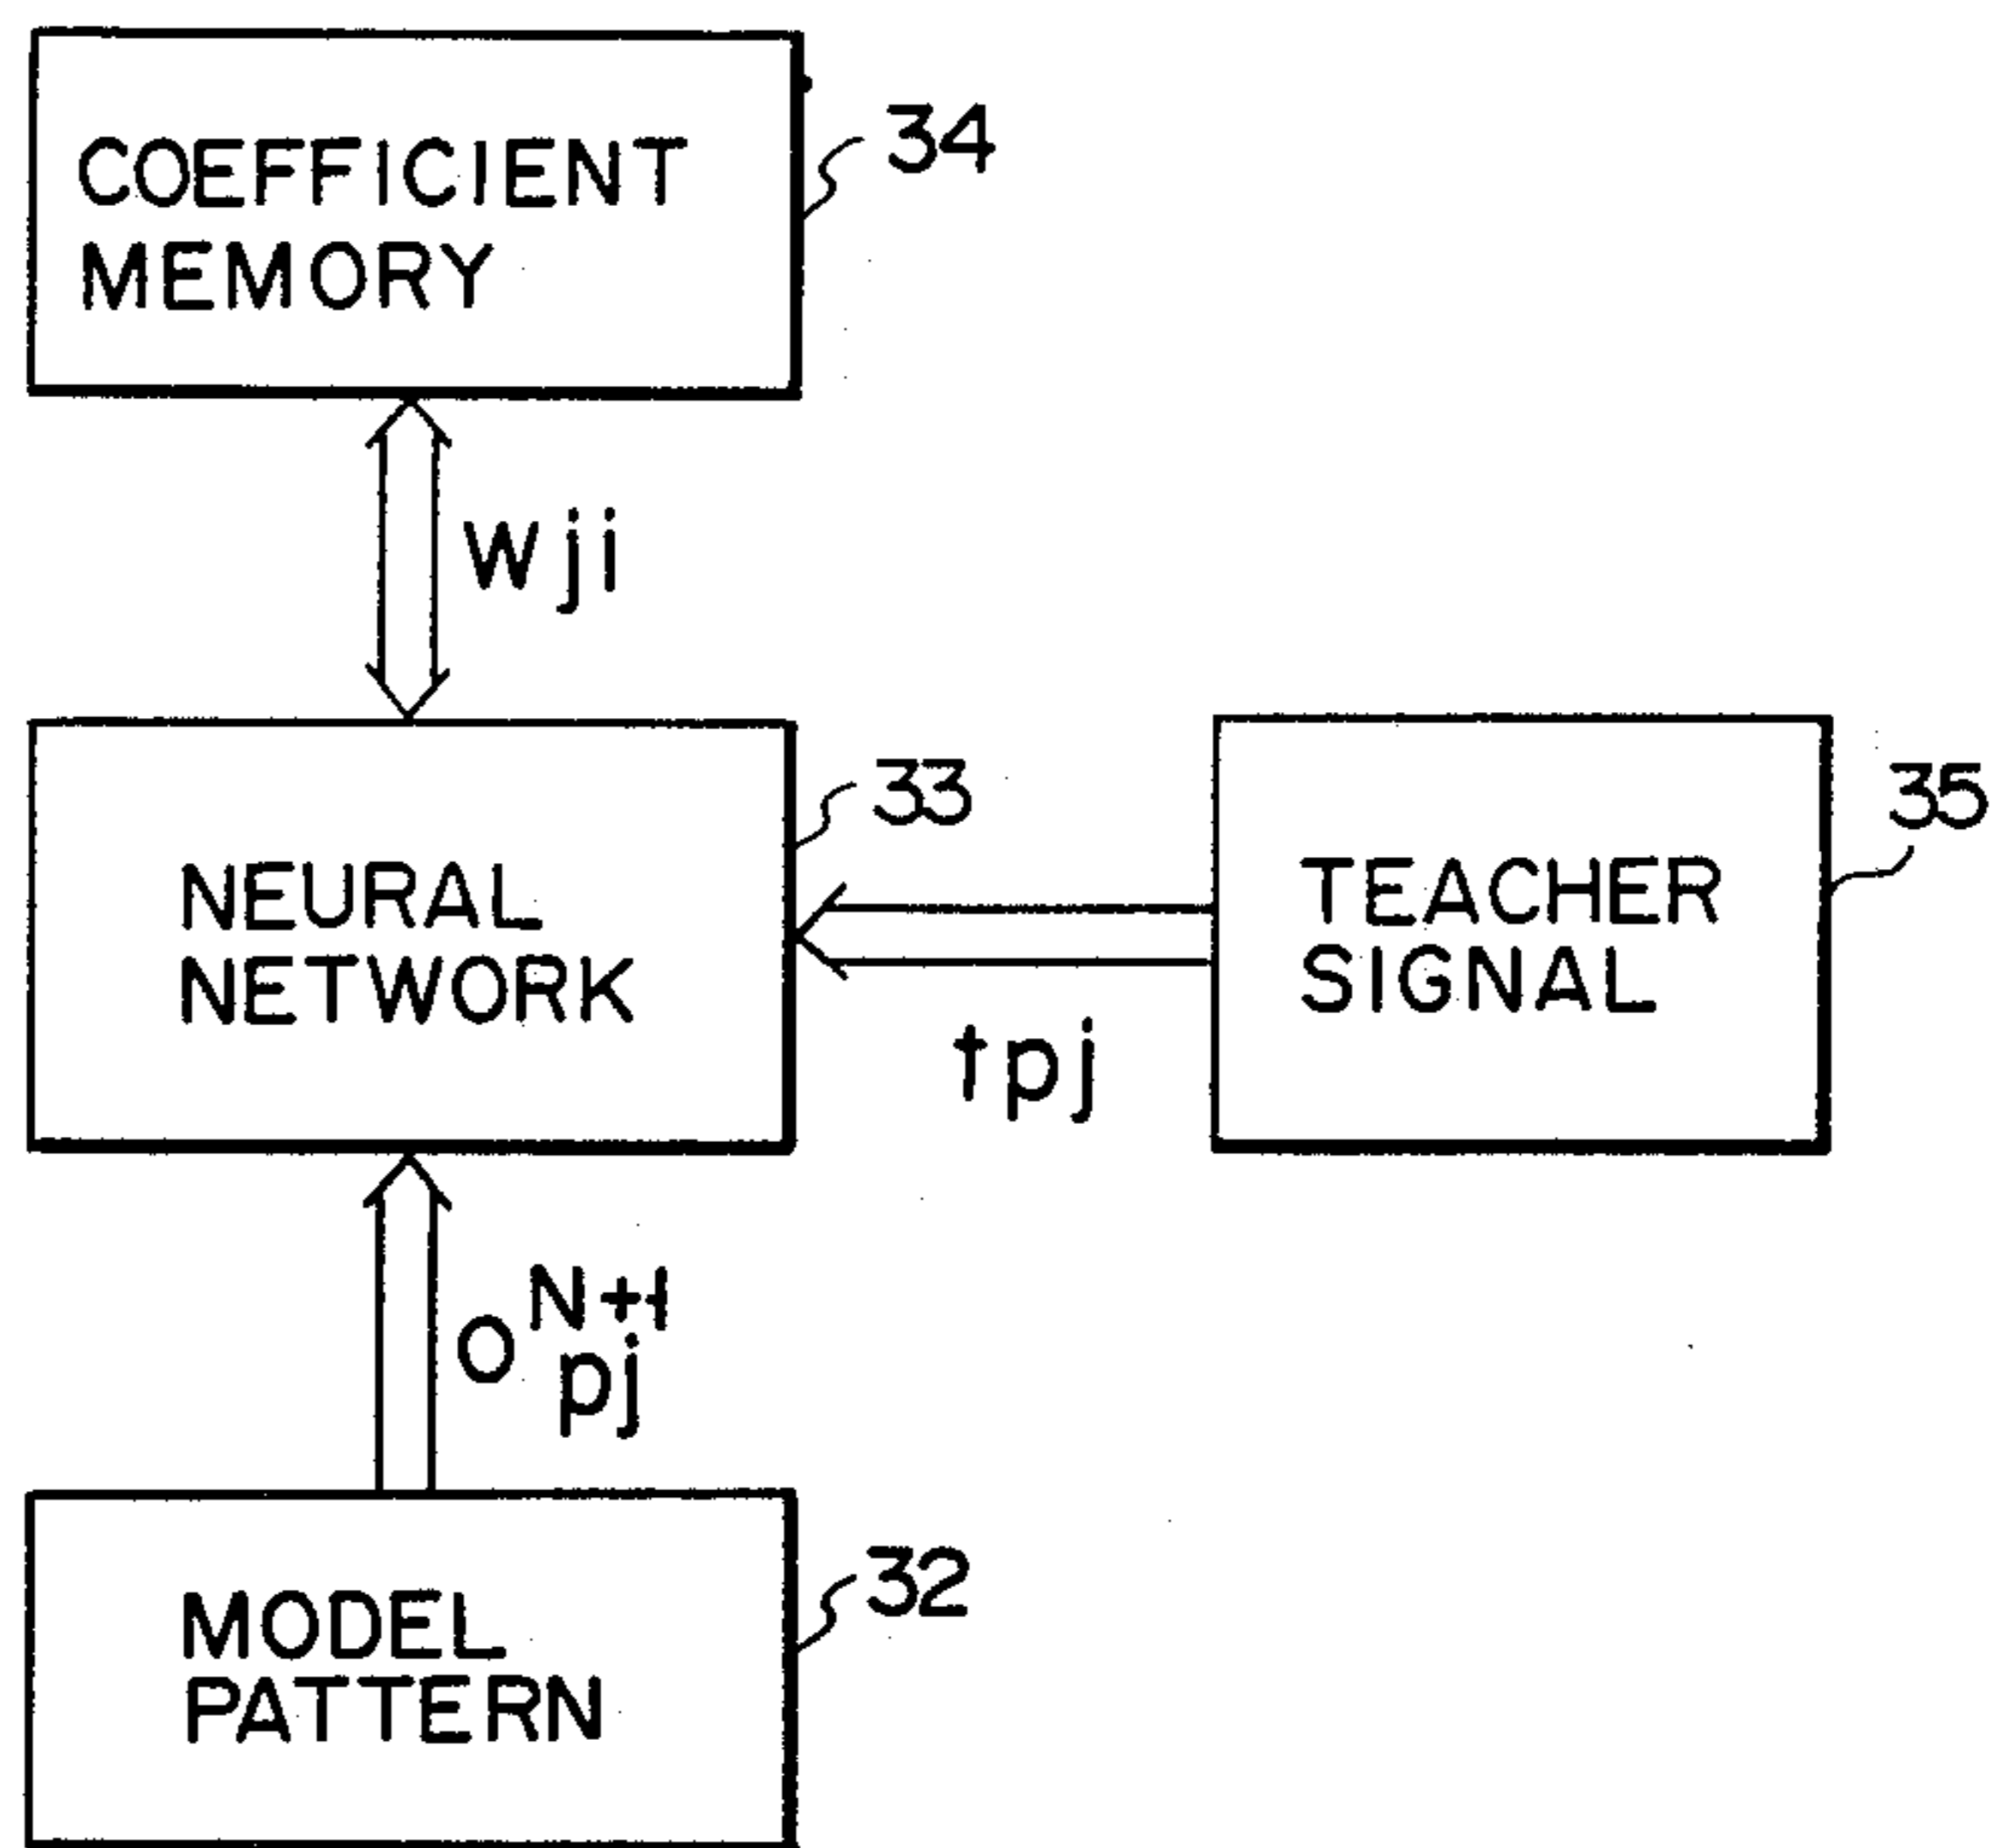 COEFFICIENT
MEMORY
34
Wji
NEURAL
NETWORK
33
TEACHER
SIGNAL
35
tpj
O N+1 pj
MODEL
PATTERN
32